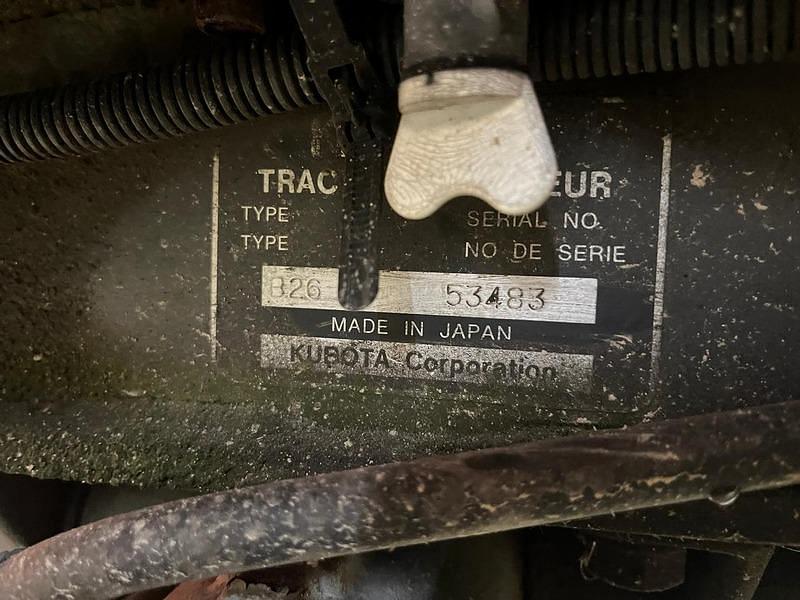 TRAC EUR
TYPE SERIAL NO.
TYPE NO DE SERIE
B26 53483
MADE IN JAPAN
KUBOTA Corporation